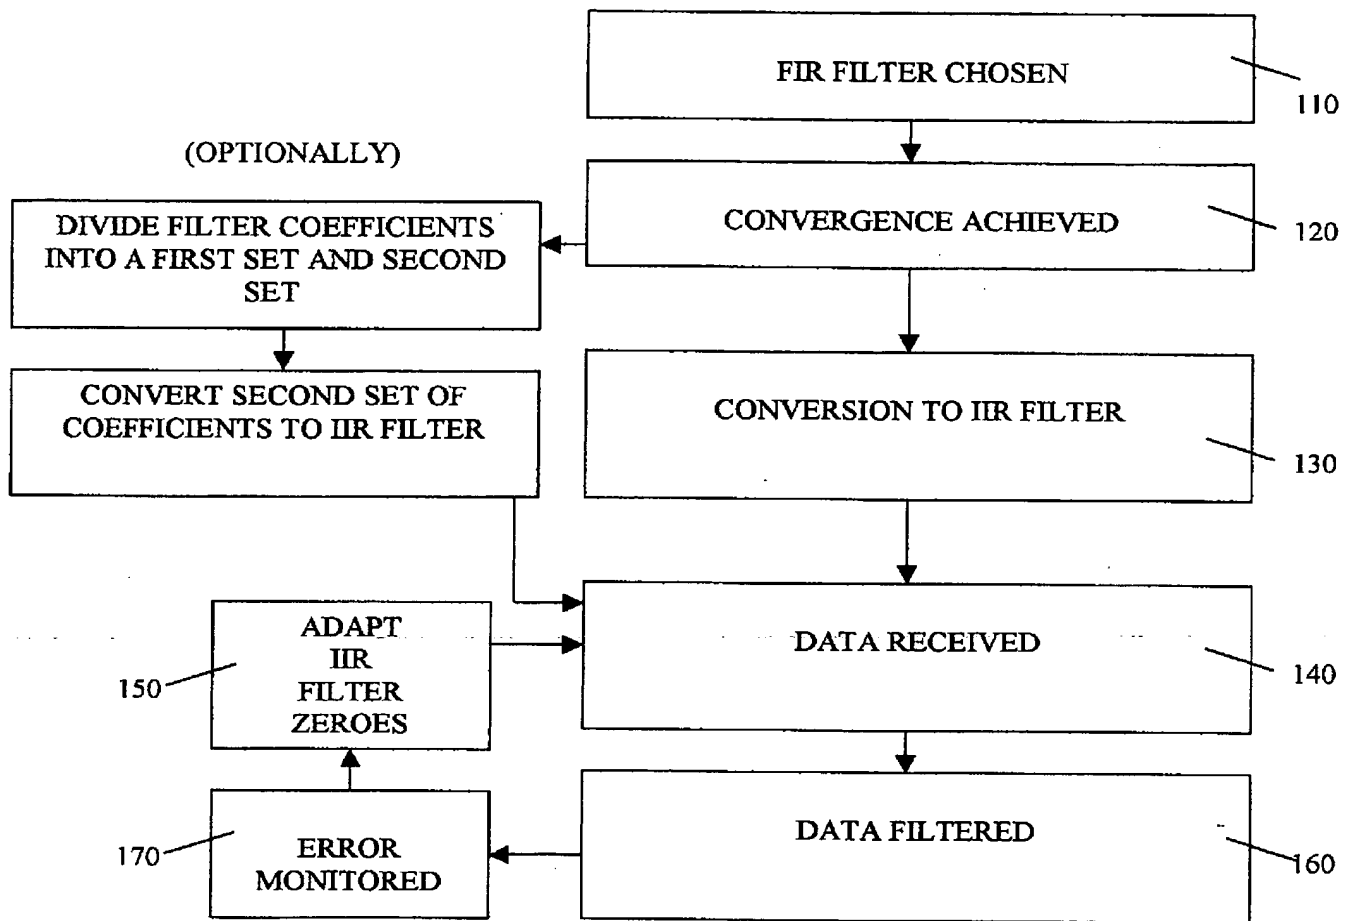 FIR FILTER CHOSEN
110
(OPTIONALLY)
CONVERGENCE ACHIEVED
120
DIVIDE FILTER COEFFICIENTS
INTO A FIRST SET AND SECOND
SET
CONVERT SECOND SET OF
COEFFICIENTS TO IIR FILTER
CONVERSION TO IIR FILTER
130
ADAPT
IIR
FILTER
ZEROES
150
DATA RECEIVED
140
DATA FILTERED
160
ERROR
MONITORED
170